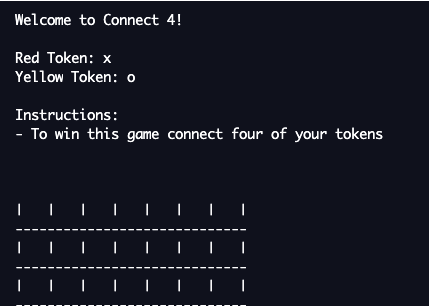 Welcome to Connect 4!
Red Token: x
Yellow Token: o
Instructions:
- To win this game connect four of your tokens
|   |   |   |   |   |   |   |
-----------------------------
|   |   |   |   |   |   |   |
-----------------------------
|   |   |   |   |   |   |   |
-----------------------------